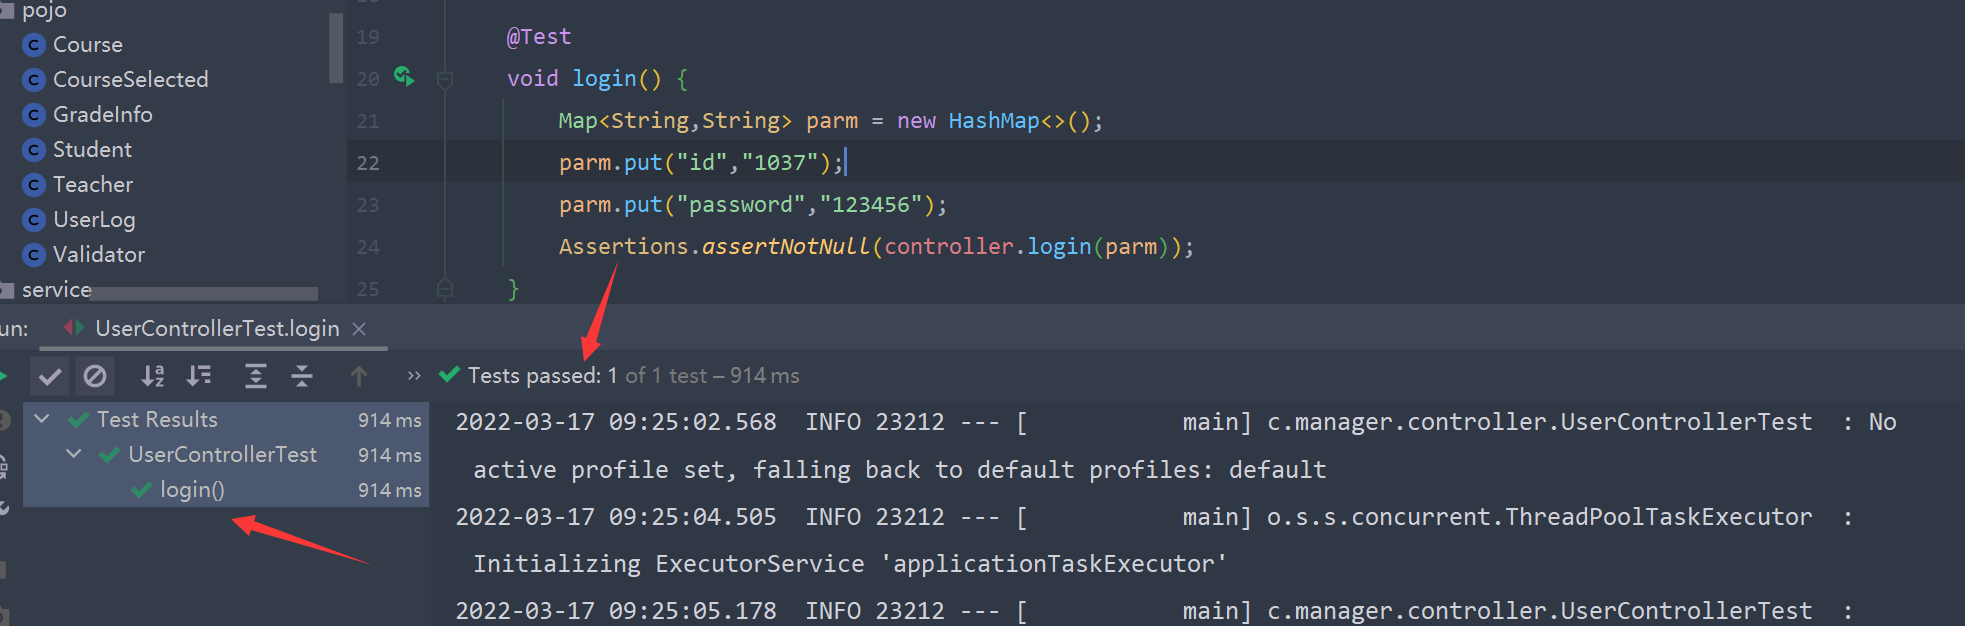 pojo
Course
CourseSelected
GradeInfo
Student
Teacher
UserLog
Validator
service
19 @Test
20 void login() {
21 Map<String,String> parm = new HashMap<>();
22 parm.put("id","1037");
23 parm.put("password","123456");
24 Assertions.assertNotNull(controller.login(parm));
25 }
un: UserControllerTest.login
Tests passed: 1 of 1 test – 914 ms
Test Results 914 ms
UserControllerTest 914 ms
login() 914 ms
2022-03-17 09:25:02.568 INFO 23212 --- [ main] c.manager.controller.UserControllerTest : No
active profile set, falling back to default profiles: default
2022-03-17 09:25:04.505 INFO 23212 --- [ main] o.s.s.concurrent.ThreadPoolTaskExecutor :
Initializing ExecutorService 'applicationTaskExecutor'
2022-03-17 09:25:05.178 INFO 23212 --- [ main] c.manager.controller.UserControllerTest :